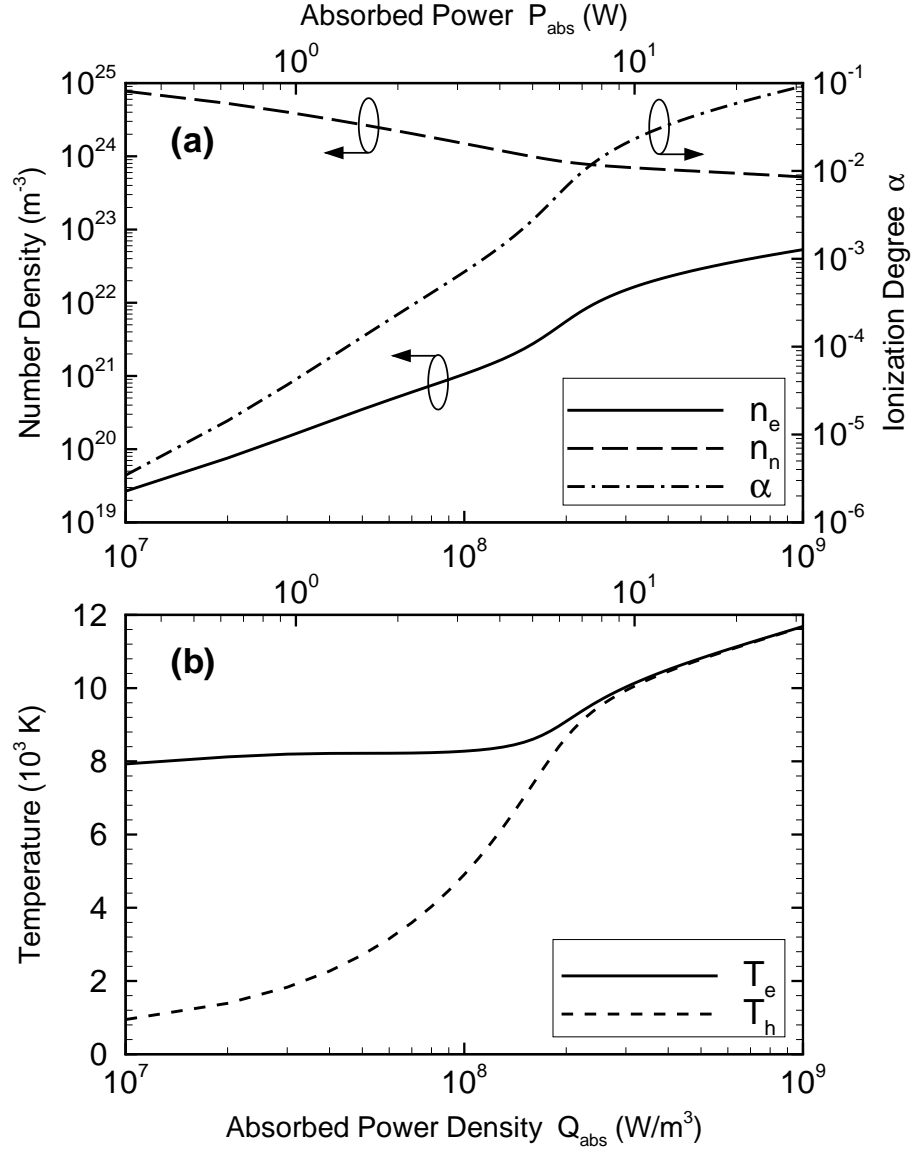 Absorbed Power P_abs (W)
10^0 10^1
10^25 10^-1
(a)
10^24 10^-2
10^23
10^-3
10^22
10^-4
10^21
n_e
10^20 10^-5
n_n
α
10^19 10^-6
Number Density (m^-3)
Ionization Degree α
10^7 10^8 10^9
10^0 10^1
12
(b)
10
8
6
4
2
0
Temperature (10^3 K)
T_e
T_h
10^7 10^8 10^9
Absorbed Power Density Q_abs (W/m^3)